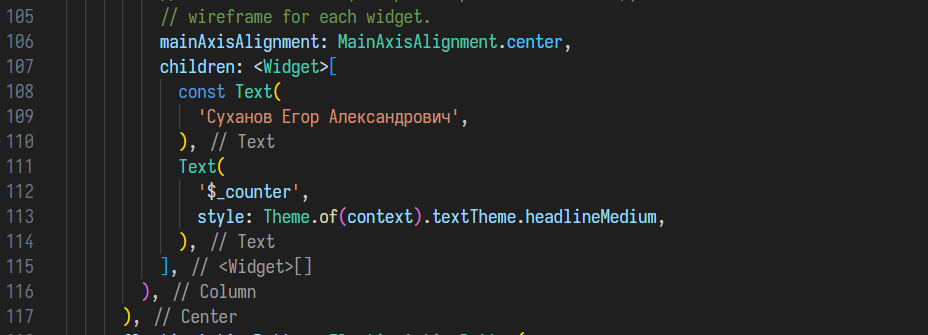 105 // wireframe for each widget.
106 mainAxisAlignment: MainAxisAlignment.center,
107 children: <Widget>[
108 const Text(
109 'Суханов Егор Александрович',
110 ), // Text
111 Text(
112 '$_counter',
113 style: Theme.of(context).textTheme.headlineMedium,
114 ), // Text
115 ], // <Widget>[]
116 ), // Column
117 ), // Center